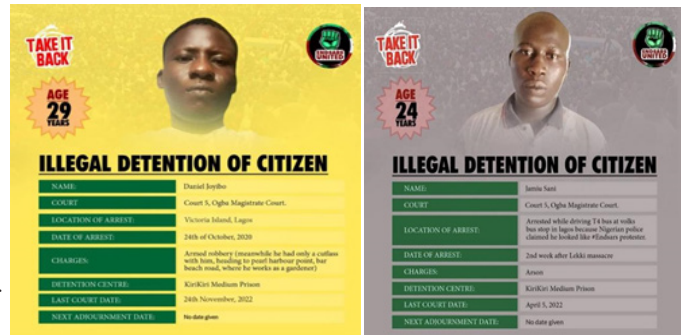 TAKE IT
BACK
ENDSARS
UNITED
AGE
29
YEARS
ILLEGAL DETENTION OF CITIZEN
NAME: Daniel Joyibo
COURT Court 5, Ogba Magistrate Court.
LOCATION OF ARREST: Victoria Island, Lagos
DATE OF ARREST: 24th of October, 2020
CHARGES: Armed robbery (meanwhile he had only a cutlass
with him, heading to pearl harbour point, bar
beach road, where he works as a gardener)
DETENTION CENTRE: KiriKiri Medium Prison
LAST COURT DATE: 24th November, 2022
NEXT ADJOURNMENT DATE: No date given
TAKE IT
BACK
ENDSARS
UNITED
AGE
24
YEARS
ILLEGAL DETENTION OF CITIZEN
NAME: Jamiu Sani
COURT Court 5, Ogba Magistrate Court.
LOCATION OF ARREST: Arrested while driving T4 bus at volks
bus stop in lagos because Nigerian police
claimed he looked like #Endsars protester.
DATE OF ARREST: 2nd week after Lekki massacre
CHARGES: Arson
DETENTION CENTRE: KiriKiri Medium Prison
LAST COURT DATE: April 5, 2022
NEXT ADJOURNMENT DATE: No date given